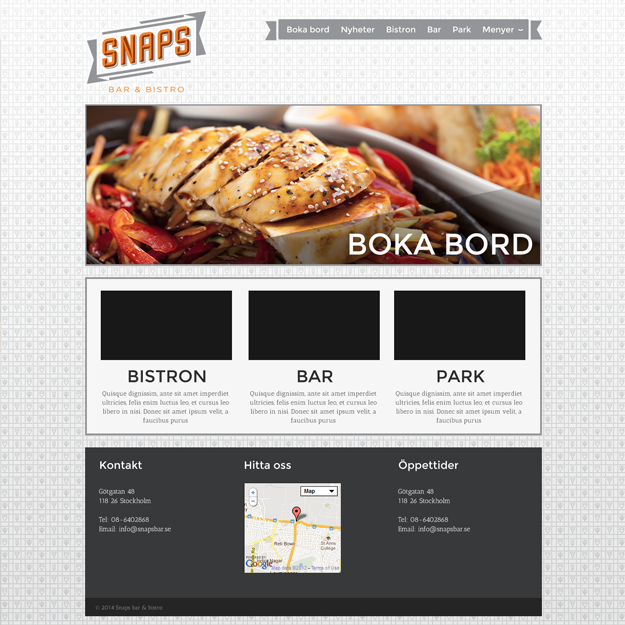 SNAPS
BAR & BISTRO
Boka bord Nyheter Bistron Bar Park Menyer
BOKA BORD
BISTRON
Quisque dignissim, ante sit amet imperdiet
ultricies, felis enim luctus leo, et cursus leo
libero in nisi. Donec sit amet ipsum velit, a
faucibus purus
BAR
Quisque dignissim, ante sit amet imperdiet
ultricies, felis enim luctus leo, et cursus leo
libero in nisi. Donec sit amet ipsum velit, a
faucibus purus
PARK
Quisque dignissim, ante sit amet imperdiet
ultricies, felis enim luctus leo, et cursus leo
libero in nisi. Donec sit amet ipsum velit, a
faucibus purus
Kontakt
Götgatan 48
118 26 Stockholm
Tel: 08-6402868
Email: info@snapsbar.se
Hitta oss
Map
St Anns
College
Google
Terms of Use
Öppettider
Götgatan 48
118 26 Stockholm
Tel: 08-6402868
Email: info@snapsbar.se
© 2014 Snaps bar & bistro